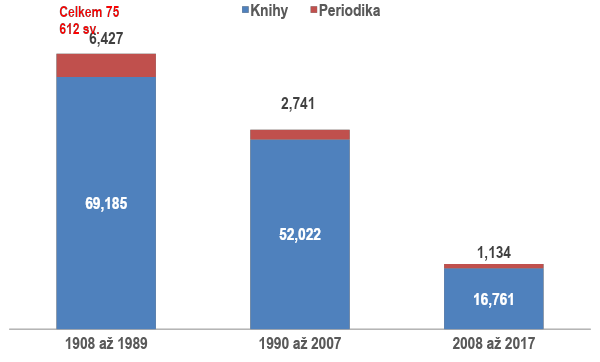 Celkem 75
612 sv.
Knihy Periodika
6,427
2,741
69,185
52,022
1,134
16,761
1908 až 1989 1990 až 2007 2008 až 2017